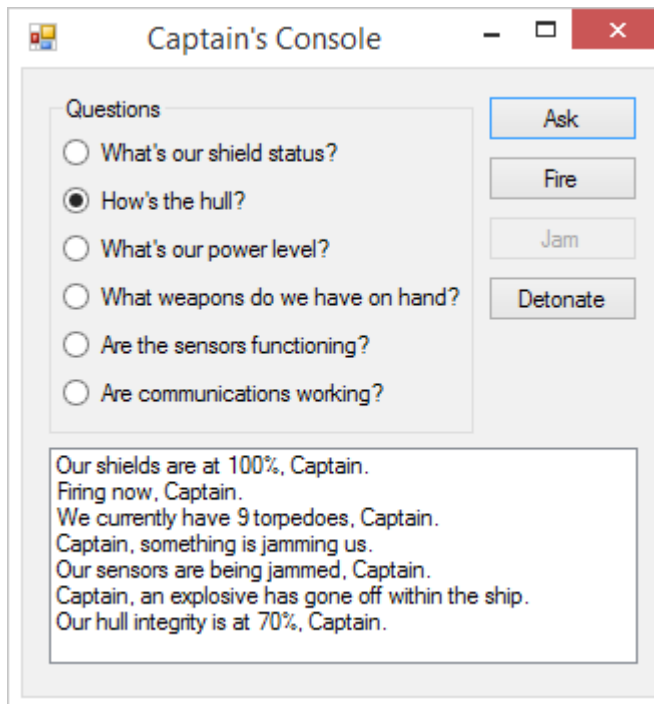 Captain's Console
Questions
What's our shield status?
How's the hull?
What's our power level?
What weapons do we have on hand?
Are the sensors functioning?
Are communications working?
Ask
Fire
Jam
Detonate
Our shields are at 100%, Captain.
Firing now, Captain.
We currently have 9 torpedoes, Captain.
Captain, something is jamming us.
Our sensors are being jammed, Captain.
Captain, an explosive has gone off within the ship.
Our hull integrity is at 70%, Captain.